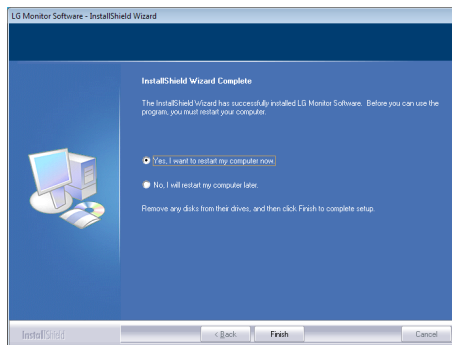 LG Monitor Software - InstallShield Wizard
InstallShield Wizard Complete
The InstallShield Wizard has successfully installed LG Monitor Software. Before you can use the
program, you must restart your computer.
Yes, I want to restart my computer now.
No, I will restart my computer later.
Remove any disks from their drives, and then click Finish to complete setup.
InstallShield
< Back
Finish
Cancel